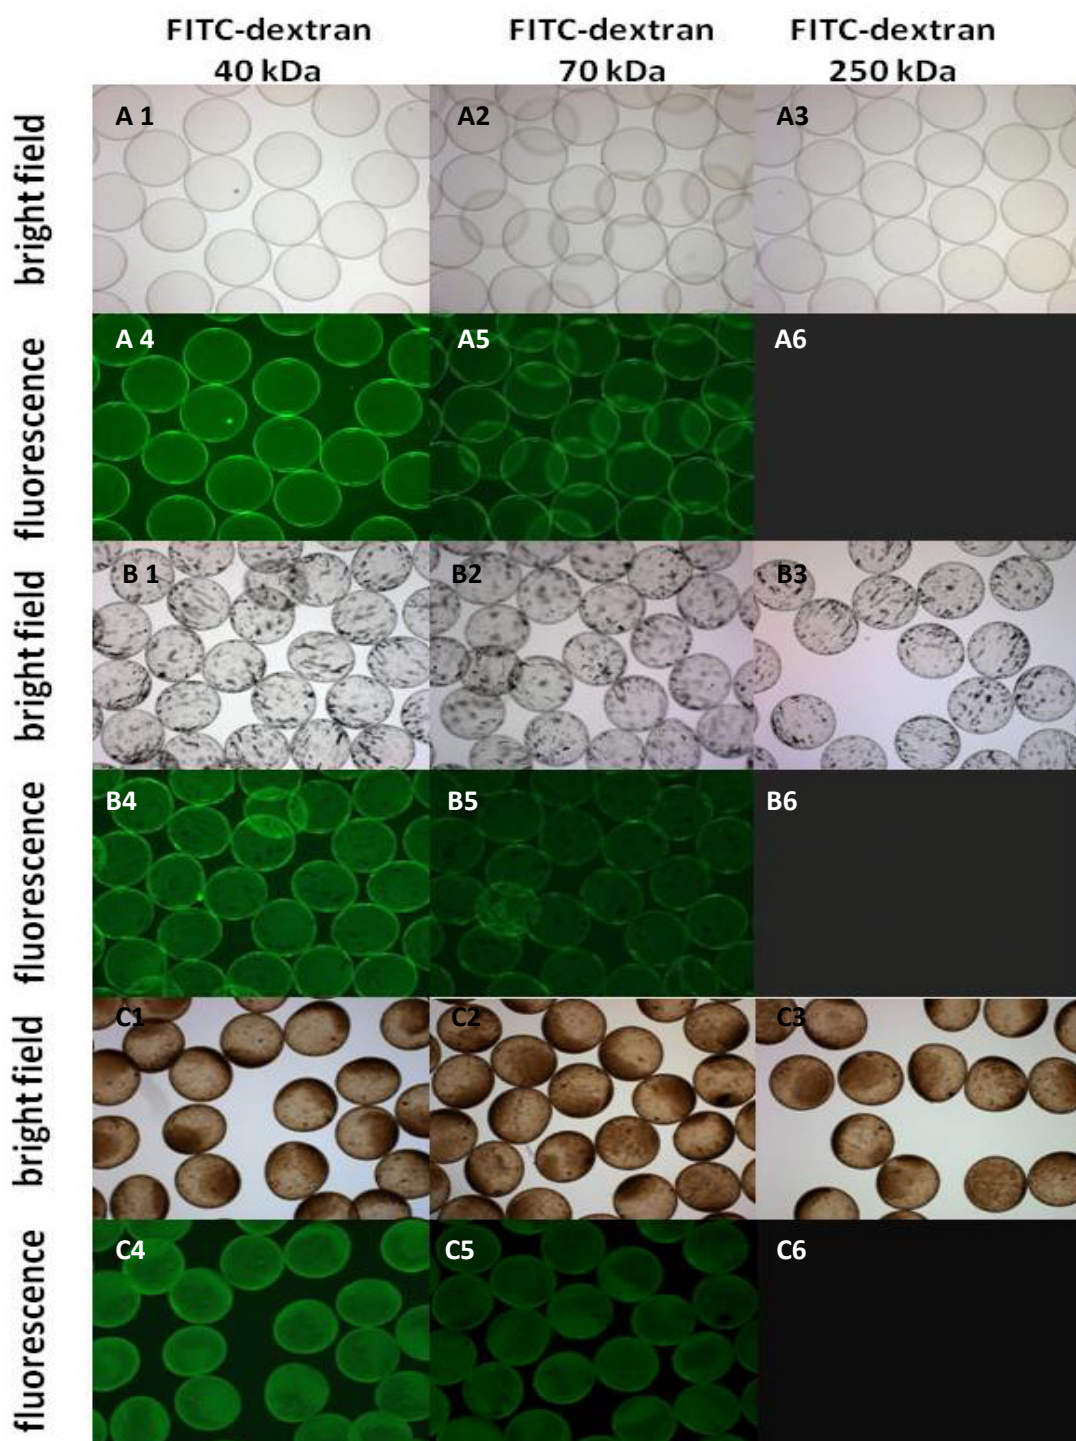 FITC-dextran
40 kDa
FITC-dextran
70 kDa
FITC-dextran
250 kDa
bright field
A 1
A2
A3
fluorescence
A 4
A5
A6
bright field
B 1
B2
B3
fluorescence
B4
B5
B6
bright field
C1
C2
C3
fluorescence
C4
C5
C6